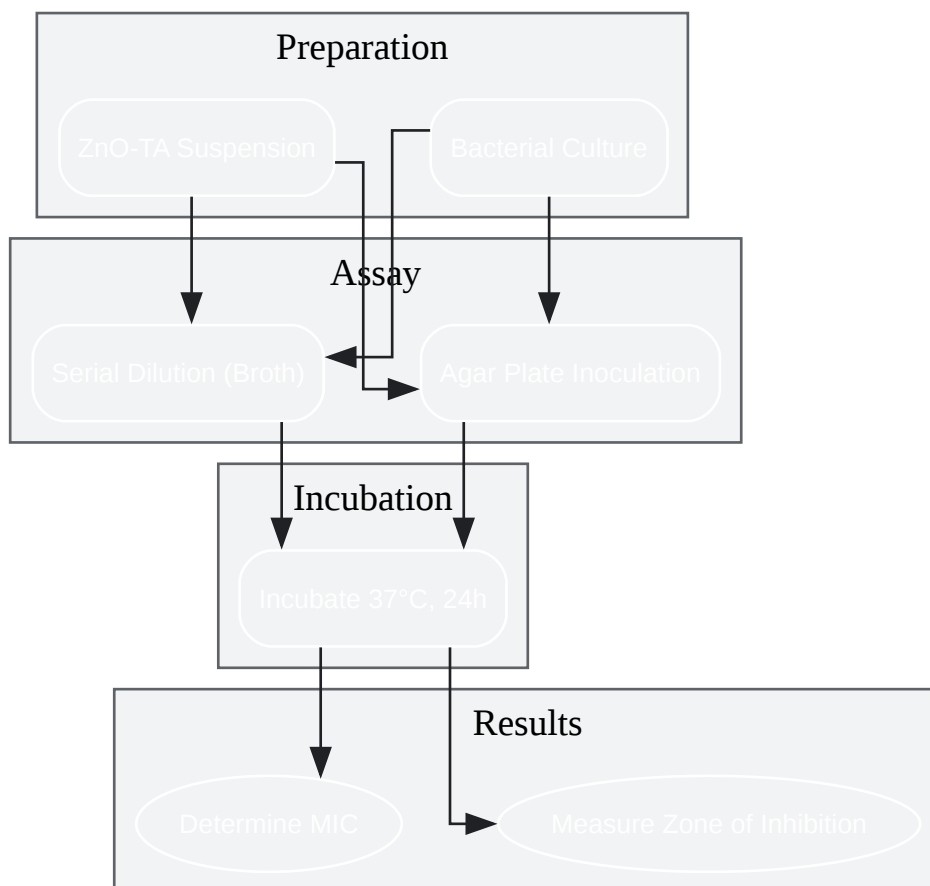 Preparation
ZnO-TA Suspension
Bacterial Culture
Assay
Serial Dilution (Broth)
Agar Plate Inoculation
Incubation
Incubate 37°C, 24h
Results
Determine MIC
Measure Zone of Inhibition